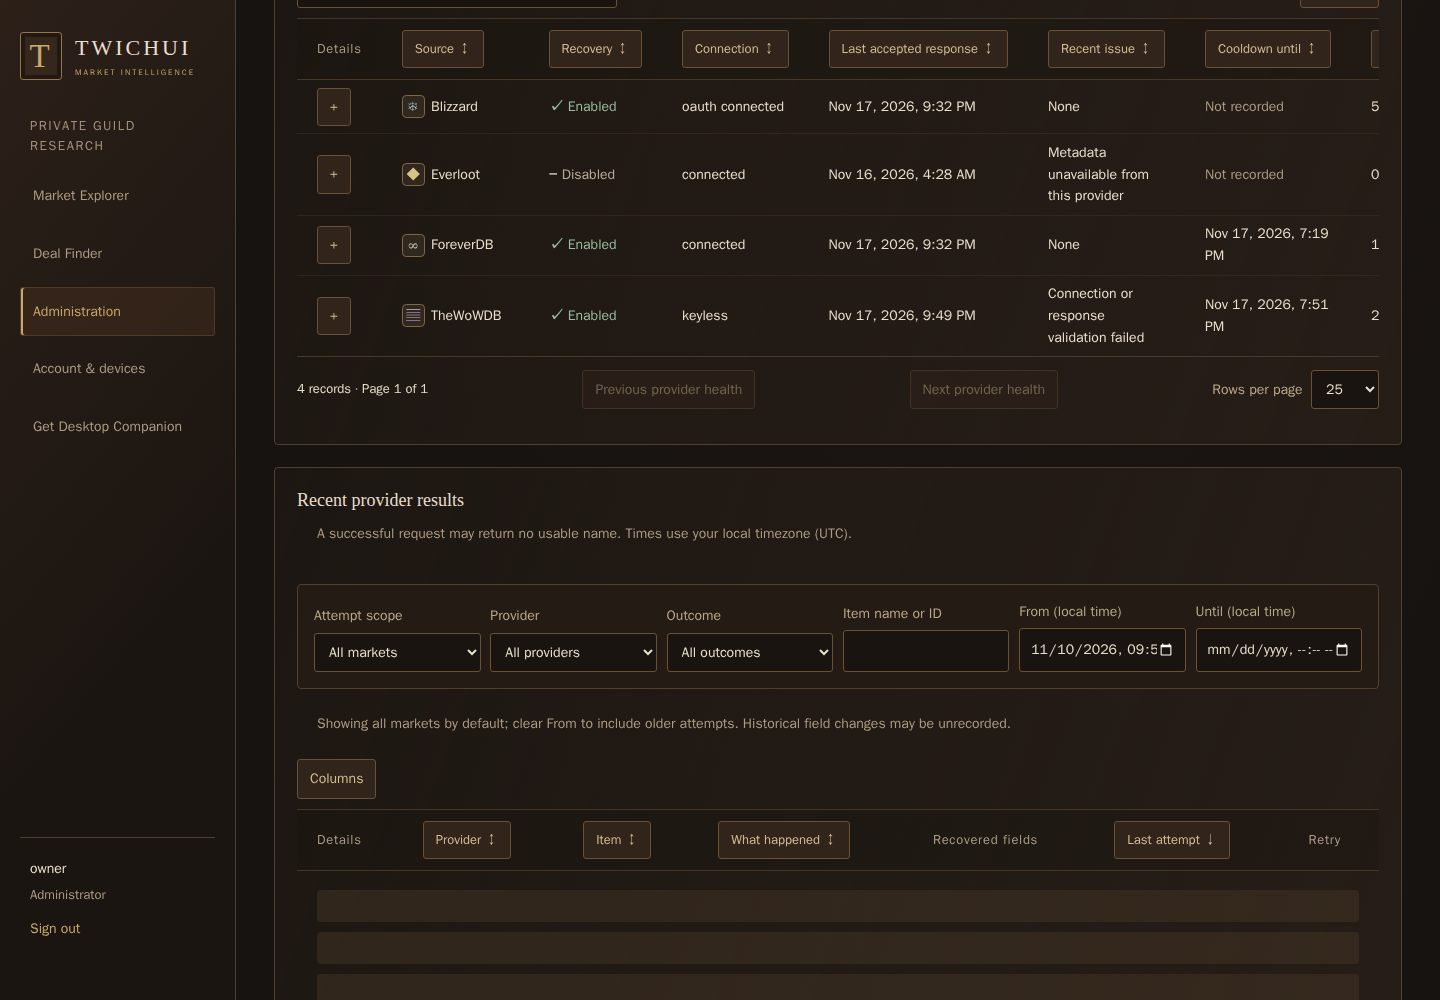 T
TWICHUI
MARKET INTELLIGENCE
PRIVATE GUILD
RESEARCH
Market Explorer
Deal Finder
Administration
Account & devices
Get Desktop Companion
owner
Administrator
Sign out
Details Source ↕ Recovery ↕ Connection ↕ Last accepted response ↕ Recent issue ↕ Cooldown until ↕
+ Blizzard ✓ Enabled oauth connected Nov 17, 2026, 9:32 PM None Not recorded 5
+ Everloot – Disabled connected Nov 16, 2026, 4:28 AM Metadata
unavailable from
this provider Not recorded 0
+ ∞ ForeverDB ✓ Enabled connected Nov 17, 2026, 9:32 PM None Nov 17, 2026, 7:19
PM 1
+ TheWoWDB ✓ Enabled keyless Nov 17, 2026, 9:49 PM Connection or
response
validation failed Nov 17, 2026, 7:51
PM 2
4 records · Page 1 of 1 Previous provider health Next provider health Rows per page 25
Recent provider results
A successful request may return no usable name. Times use your local timezone (UTC).
Attempt scope Provider Outcome Item name or ID From (local time) Until (local time)
All markets All providers All outcomes 11/10/2026, 09:5 mm/dd/yyyy, --:-- --
Showing all markets by default; clear From to include older attempts. Historical field changes may be unrecorded.
Columns
Details Provider ↕ Item ↕ What happened ↕ Recovered fields Last attempt ↓ Retry